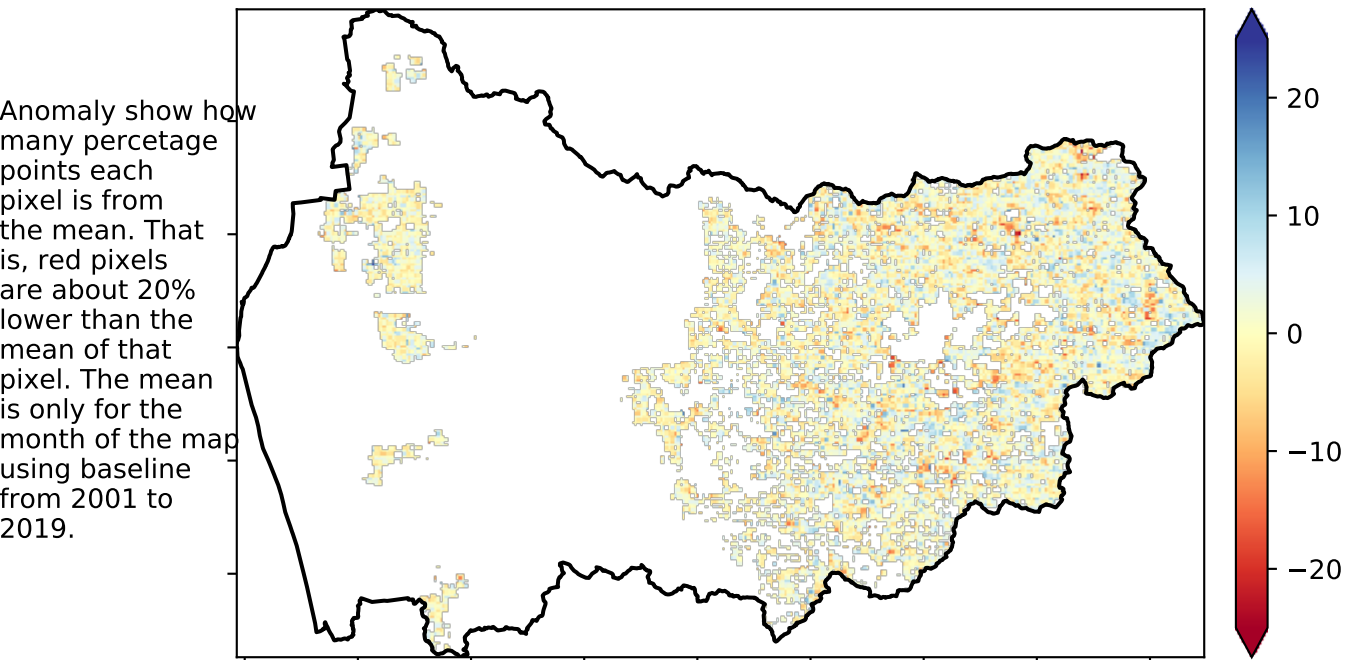 Anomaly show how
many percetage
points each
pixel is from
the mean. That
is, red pixels
are about 20%
lower than the
mean of that
pixel. The mean
is only for the
month of the map
using baseline
from 2001 to
2019.
20
10
0
−10
−20